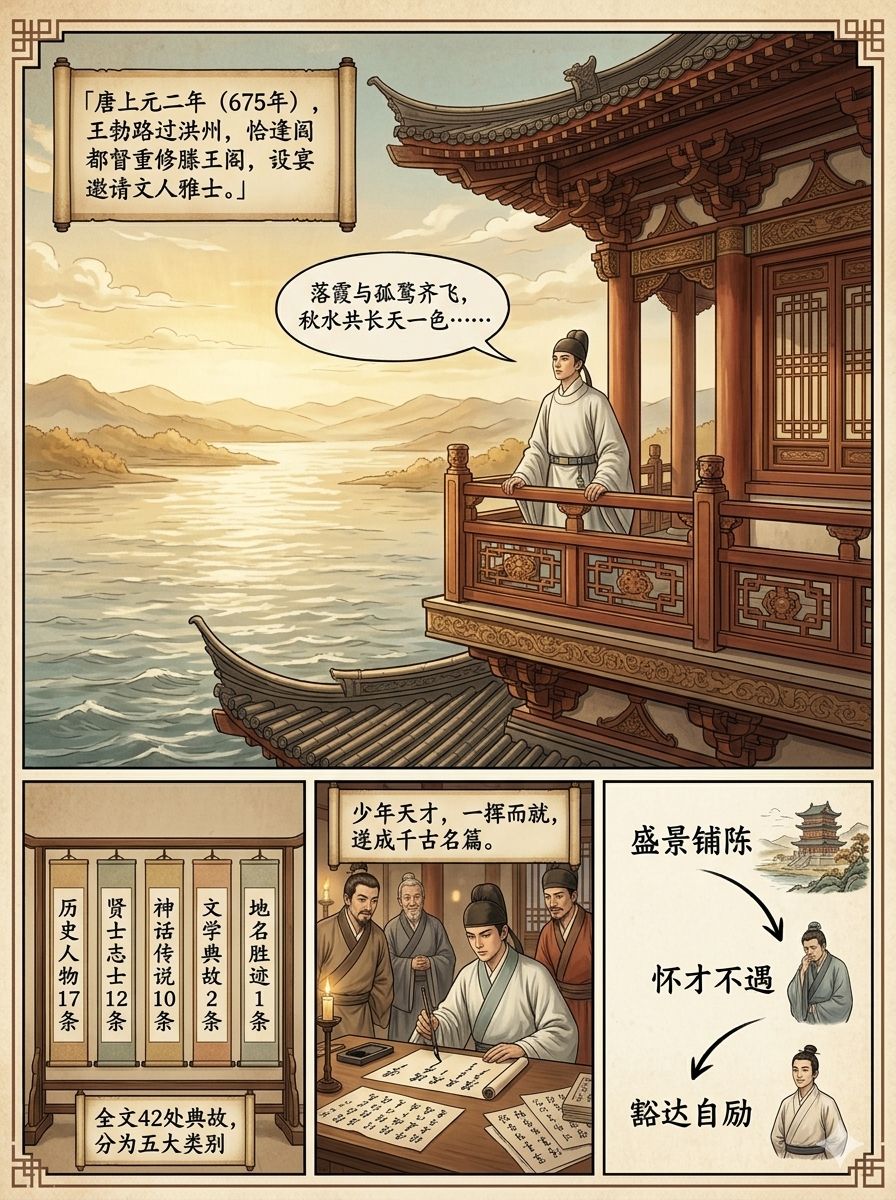 「唐上元二年（675年），
王勃路过洪州，恰逢阎
都督重修滕王阁，设宴
邀请文人雅士。」
落霞与孤鹜齐飞，
秋水共长天一色……
历史人物17条
贤士志士12条
神话传说10条
文学典故2条
地名胜迹1条
全文42处典故，
分为五大类别
少年天才，一挥而就，
遂成千古名篇。
盛景铺陈
怀才不遇
豁达自励